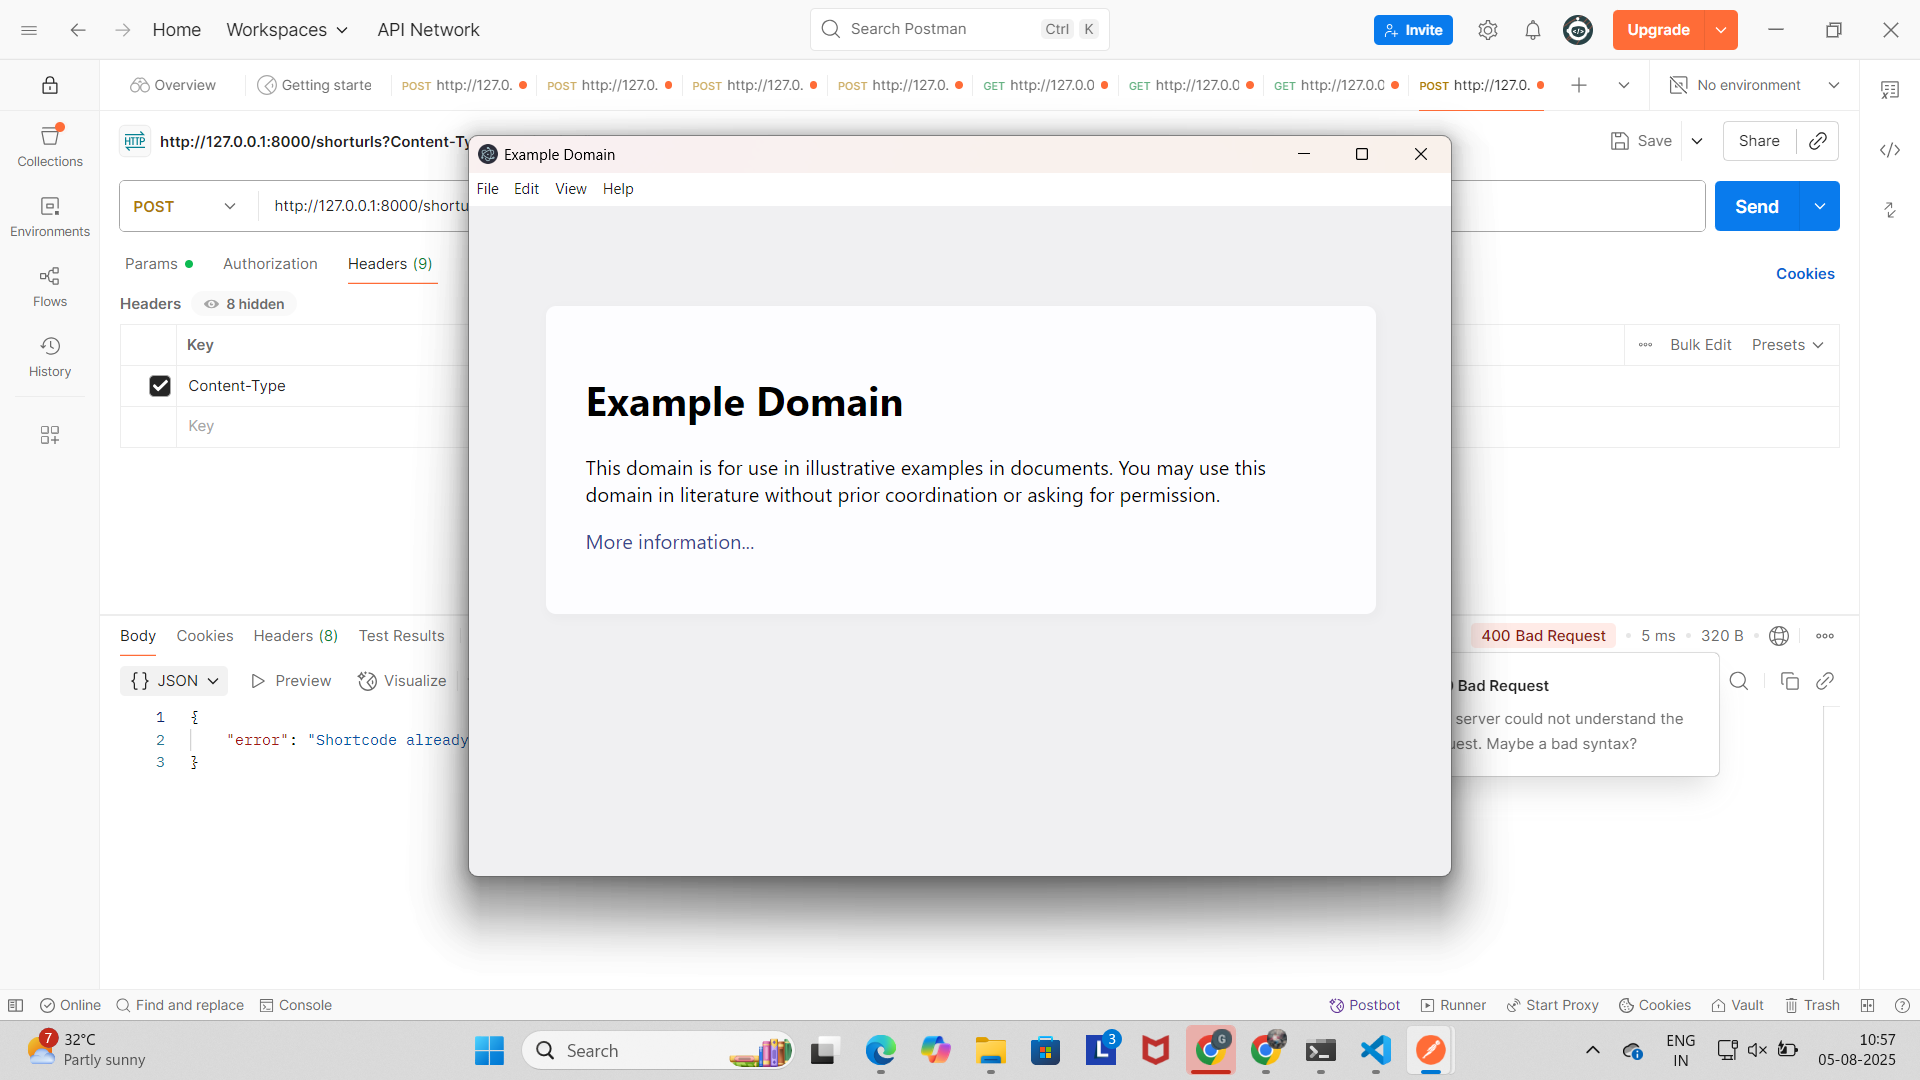 Home Workspaces API Network Search Postman Ctrl K Invite Upgrade
Overview Getting starte POST http://127.0. POST http://127.0. POST http://127.0. POST http://127.0. GET http://127.0.0 GET http://127.0.0 GET http://127.0.0 POST http://127.0. No environment
HTTP http://127.0.0.1:8000/shorturls?Content-Ty Save Share
POST http://127.0.0.1:8000/shortu Send
Params Authorization Headers (9) Cookies
Headers 8 hidden
Key Bulk Edit Presets
Content-Type
Key
Collections
Environments
Flows
History
Example Domain
File Edit View Help
Example Domain
This domain is for use in illustrative examples in documents. You may use this
domain in literature without prior coordination or asking for permission.
More information...
Body Cookies Headers (8) Test Results 400 Bad Request 5 ms 320 B
{} JSON Preview Visualize
Bad Request
server could not understand the
uest. Maybe a bad syntax?
1 {
2 "error": "Shortcode already
3 }
Online Find and replace Console Postbot Runner Start Proxy Cookies Vault Trash
7 32°C
Partly sunny
Search
L 3
G
ENG
IN
10:57
05-08-2025